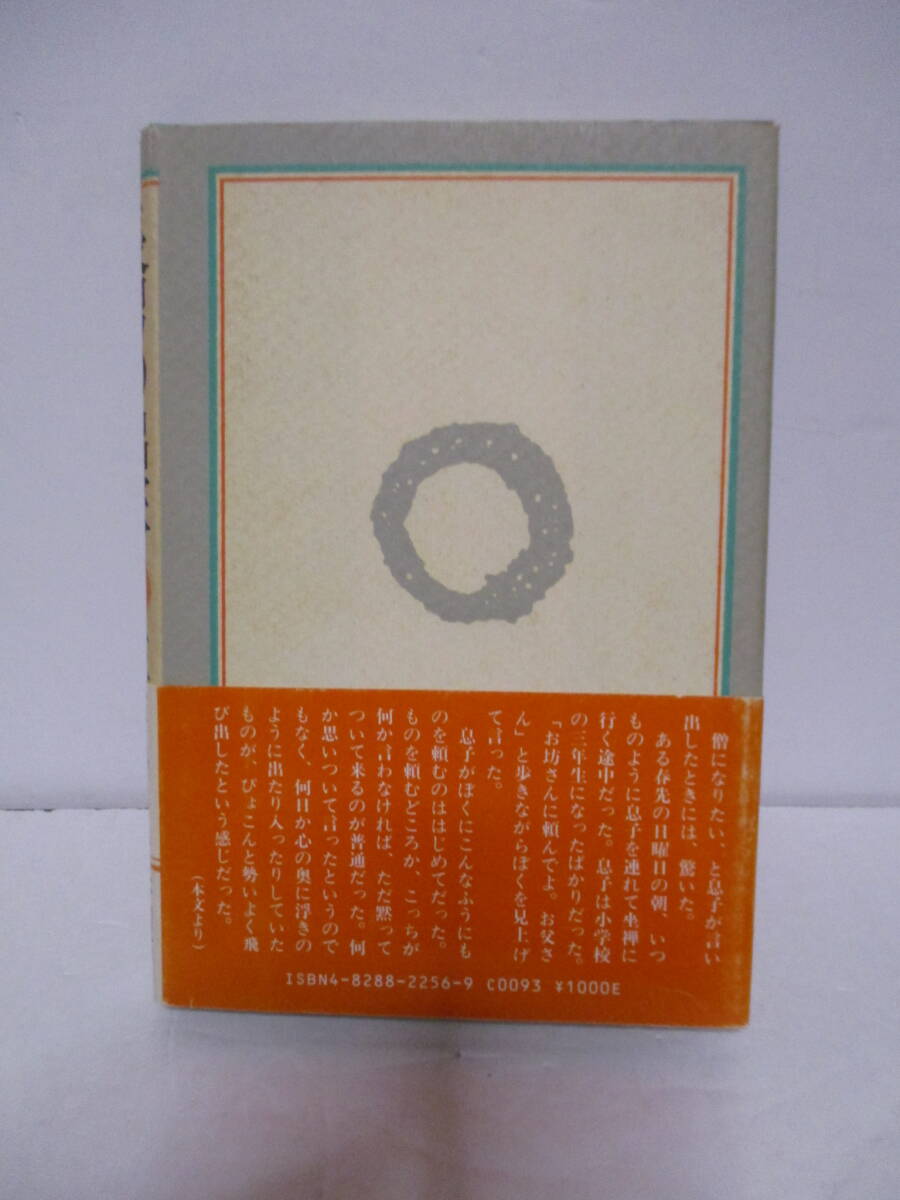 僧になりたい、と息子が言い
出したときには、驚いた。
ある春先の日曜日の朝、いつ
ものように息子を連れて坐禅に
行く途中だった。息子は小学校
の三年生になったばかりだった。
「お坊さんに頼んでよ。お父さ
ん」と歩きながらぼくを見上げ
て言った。
息子がぼくにこんなふうにも
のを頼むのははじめてだった。
ものを頼むどころか、こっちが
何か言わなければ、ただ黙って
ついて来るのが普通だった。何
か思いついて言ったというので
もなく、何日か心の奥に浮きの
ように出たり入ったりしていた
ものが、ぴょこんと勢いよく飛
び出したという感じだった。
(本文より)
ISBN4-8288-2256-9 C0093 ¥1000E